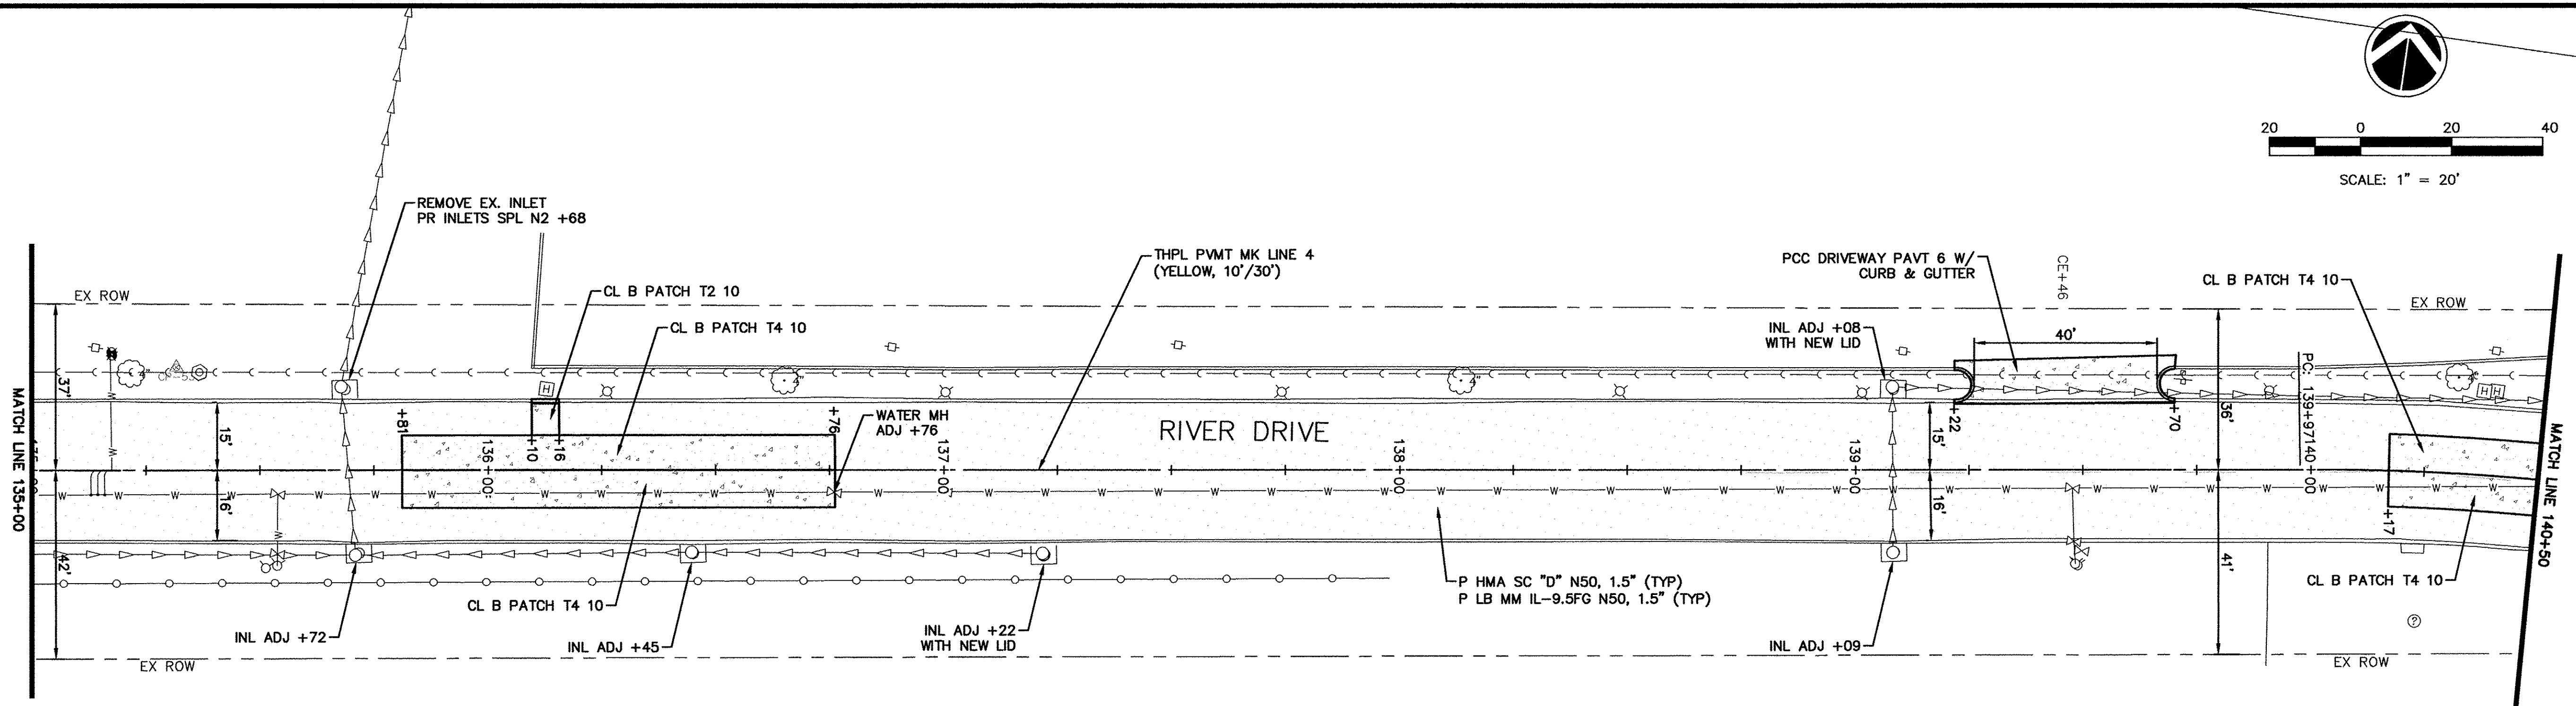 20 0 20 40
SCALE: 1" = 20'
REMOVE EX. INLET
PR INLETS SPL N2 +68
THPL PVMT MK LINE 4
(YELLOW, 10'/30')
PCC DRIVEWAY PAVT 6 W/
CURB & GUTTER
CE+46
CL B PATCH T4 10
EX ROW
CL B PATCH T2 10
EX ROW
CL B PATCH T4 10
INL ADJ +08
WITH NEW LID
40'
37'
4"
4"
4"
H
H H
PC: 139+97
36'
15'
+81
+10
+16
+76
WATER MH
ADJ +76
RIVER DRIVE
15'
+22
+70
MATCH LINE 135+00
136+00
137+00
138+00
139+00
140+00
MATCH LINE 140+50
W W W W W W W W W W
16'
16'
+17
42'
41'
P HMA SC "D" N50, 1.5" (TYP)
P LB MM IL-9.5FG N50, 1.5" (TYP)
CL B PATCH T4 10
CL B PATCH T4 10
INL ADJ +72
INL ADJ +45
INL ADJ +22
WITH NEW LID
INL ADJ +09
?
EX ROW
EX ROW